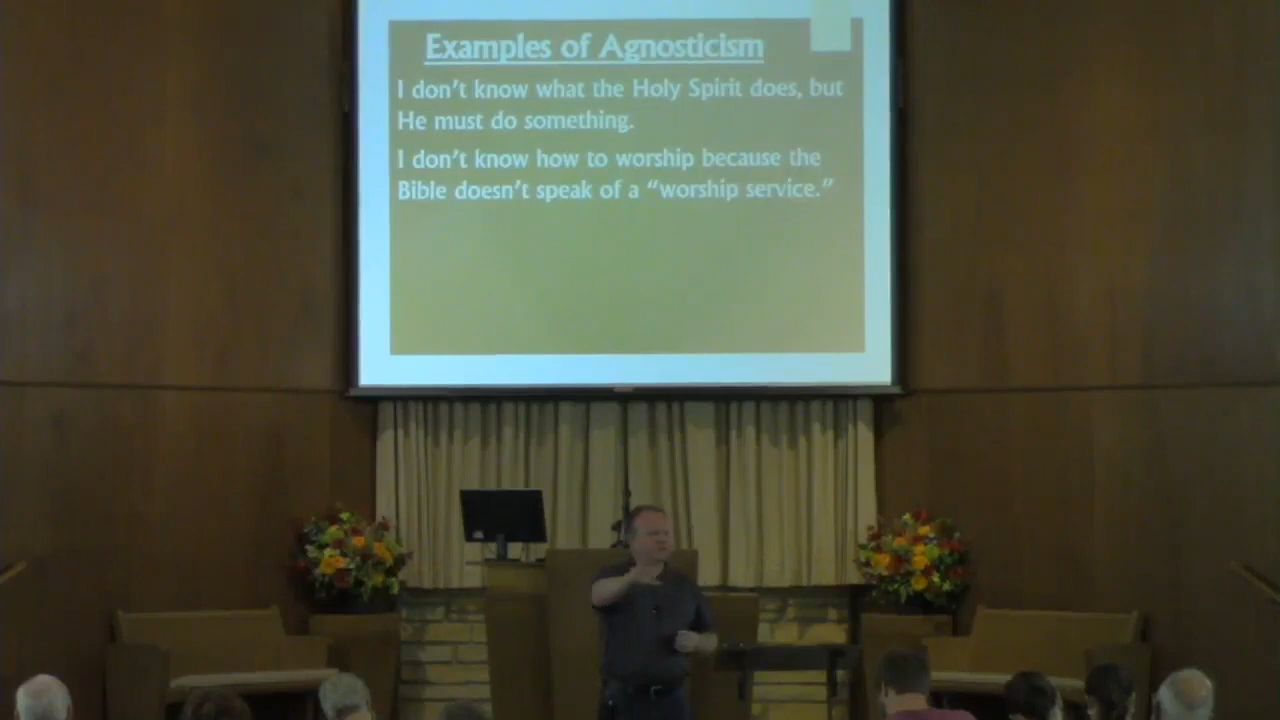 Examples of Agnosticism
I don't know what the Holy Spirit does, but
He must do something.
I don't know how to worship because the
Bible doesn't speak of a “worship service.”